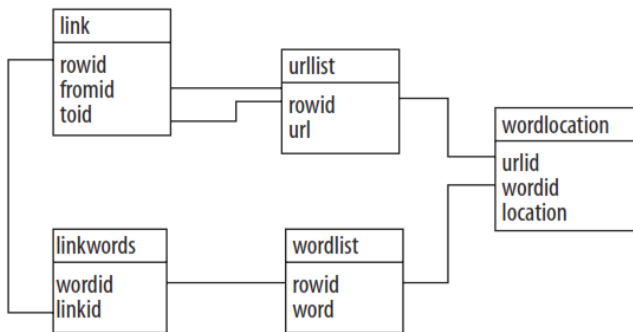 link
rowid
fromid
toid
urllist
rowid
url
wordlocation
urlid
wordid
location
linkwords
wordid
linkid
wordlist
rowid
word